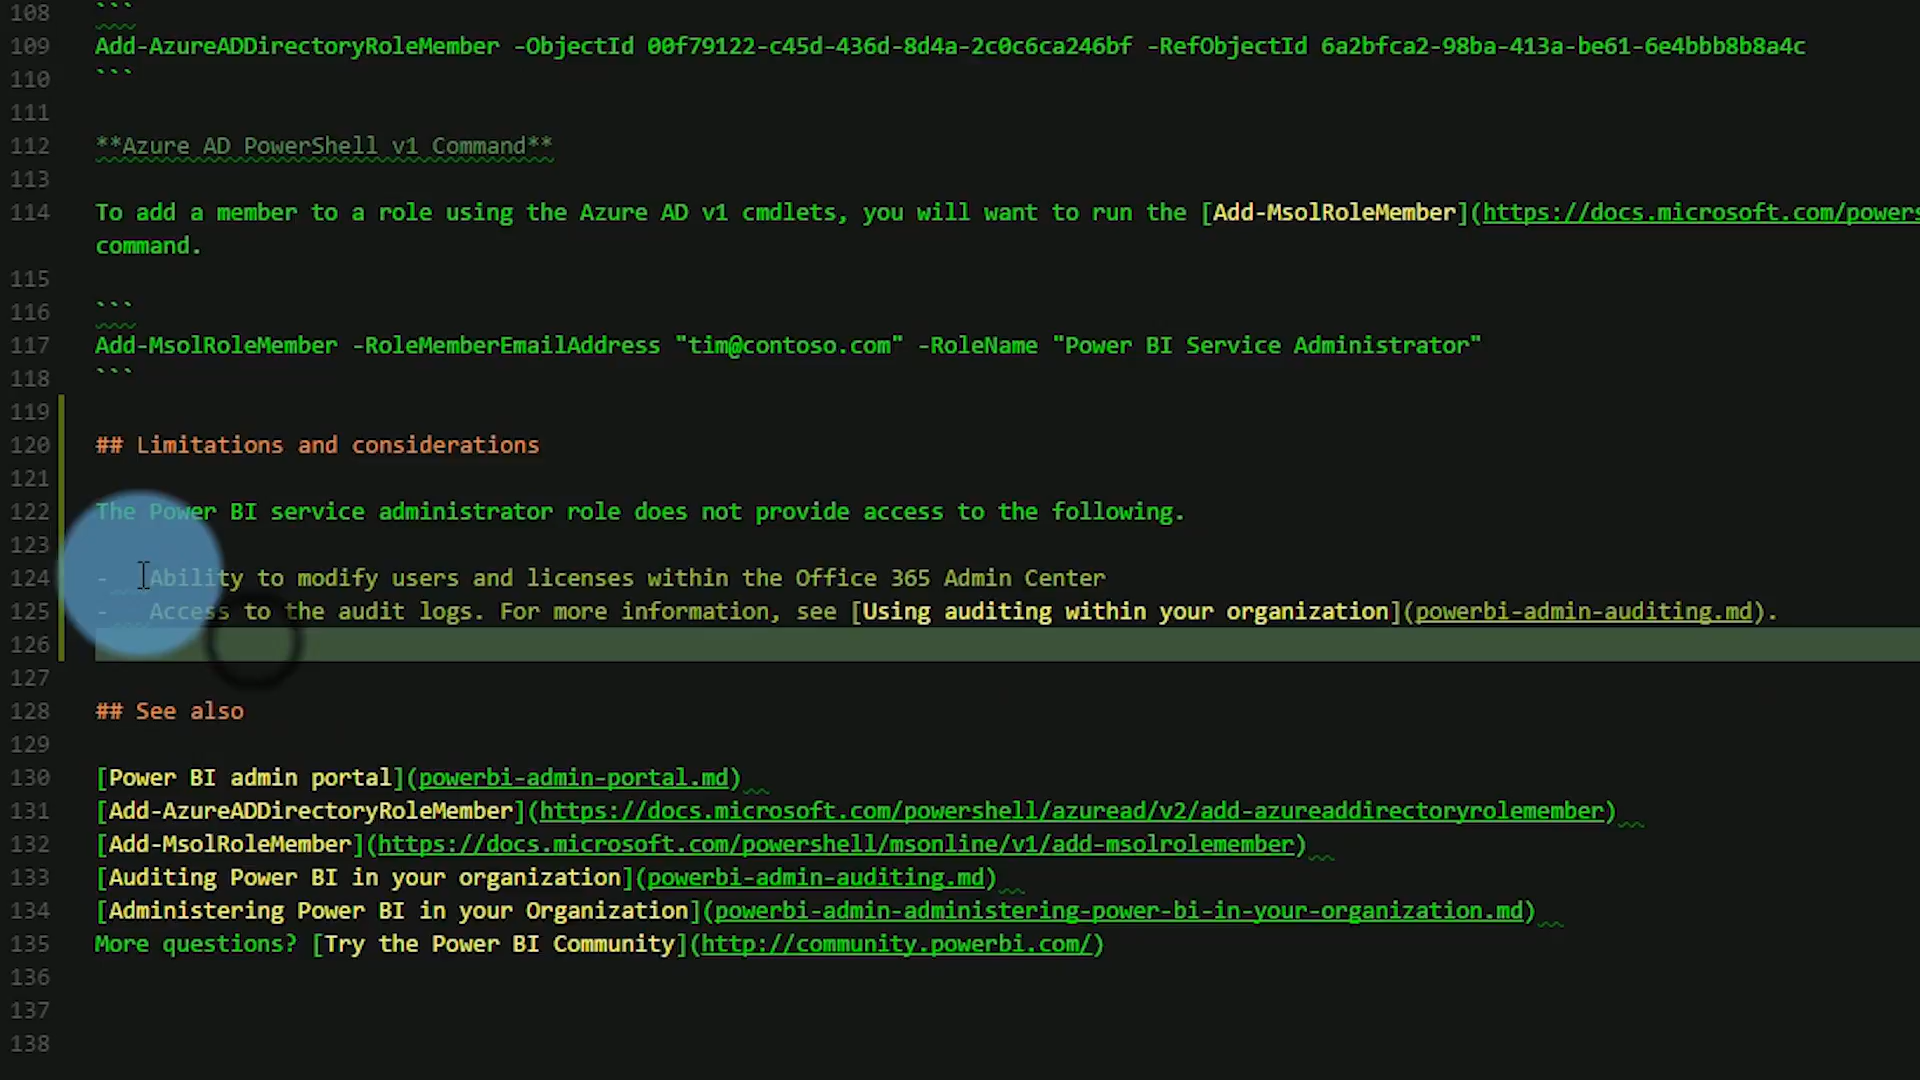 108 ```
109 Add-AzureADDirectoryRoleMember -ObjectId 00f79122-c45d-436d-8d4a-2c0c6ca246bf -RefObjectId 6a2bfca2-98ba-413a-be61-6e4bbb8b8a4c
110 ```
111
112 **Azure AD PowerShell v1 Command**
113
114 To add a member to a role using the Azure AD v1 cmdlets, you will want to run the [Add-MsolRoleMember](https://docs.microsoft.com/powers
command.
115
116 ```
117 Add-MsolRoleMember -RoleMemberEmailAddress "tim@contoso.com" -RoleName "Power BI Service Administrator"
118 ```
119
120 ## Limitations and considerations
121
122 The Power BI service administrator role does not provide access to the following.
123
124 - Ability to modify users and licenses within the Office 365 Admin Center
125 - Access to the audit logs. For more information, see [Using auditing within your organization](powerbi-admin-auditing.md).
126
127
128 ## See also
129
130 [Power BI admin portal](powerbi-admin-portal.md)
131 [Add-AzureADDirectoryRoleMember](https://docs.microsoft.com/powershell/azuread/v2/add-azureaddirectoryrolemember)
132 [Add-MsolRoleMember](https://docs.microsoft.com/powershell/msonline/v1/add-msolrolemember)
133 [Auditing Power BI in your organization](powerbi-admin-auditing.md)
134 [Administering Power BI in your Organization](powerbi-admin-administering-power-bi-in-your-organization.md)
135 More questions? [Try the Power BI Community](http://community.powerbi.com/)
136
137
138